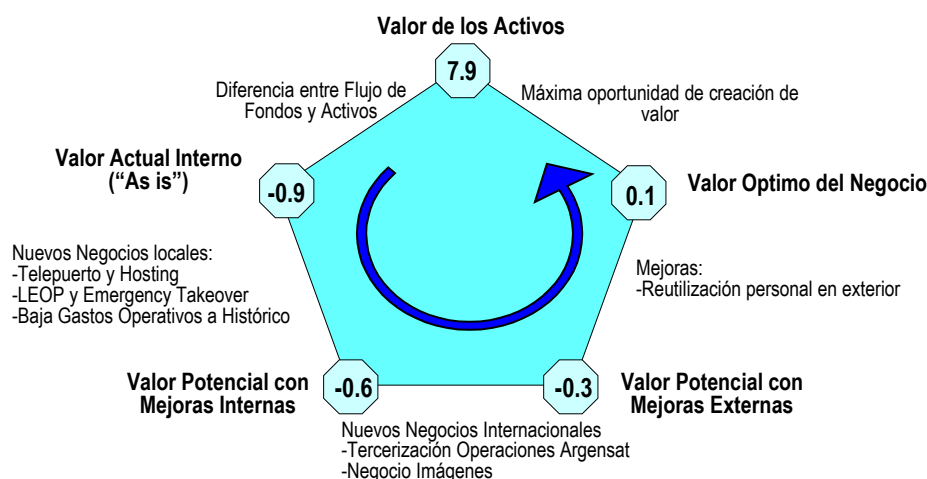 Valor de los Activos
7.9
Diferencia entre Flujo de
Fondos y Activos
Máxima oportunidad de creación de
valor
Valor Actual Interno
(“As is”)
-0.9
0.1
Valor Optimo del Negocio
Nuevos Negocios locales:
-Telepuerto y Hosting
-LEOP y Emergency Takeover
-Baja Gastos Operativos a Histórico
Mejoras:
-Reutilización personal en exterior
Valor Potencial con
Mejoras Internas
-0.6
-0.3
Valor Potencial con
Mejoras Externas
Nuevos Negocios Internacionales
-Tercerización Operaciones Argensat
-Negocio Imágenes